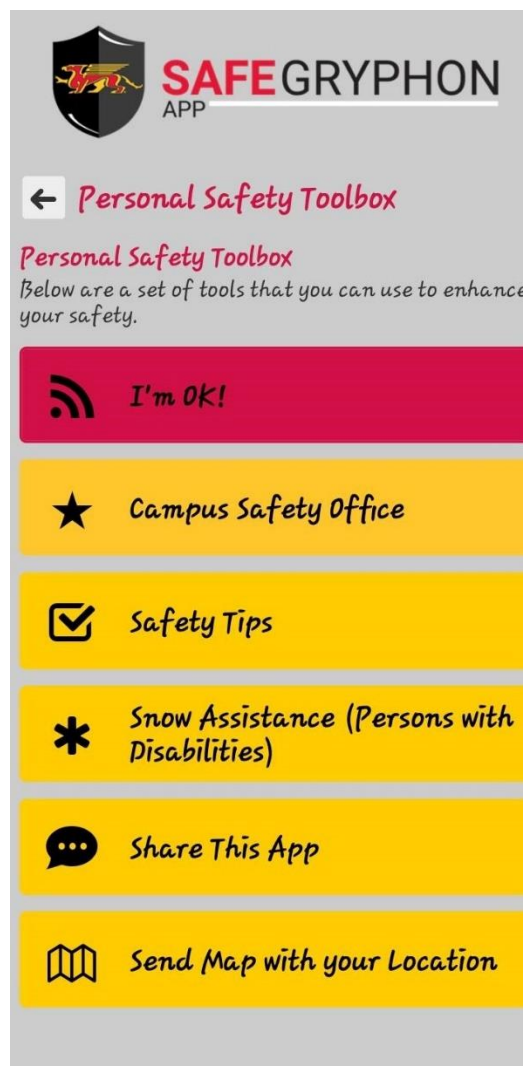 SAFEGRYPHON
APP
Personal Safety Toolbox
Personal Safety Toolbox
Below are a set of tools that you can use to enhance
your safety.
I'm OK!
Campus Safety Office
Safety Tips
Snow Assistance (Persons with
Disabilities)
Share This App
Send Map with your Location